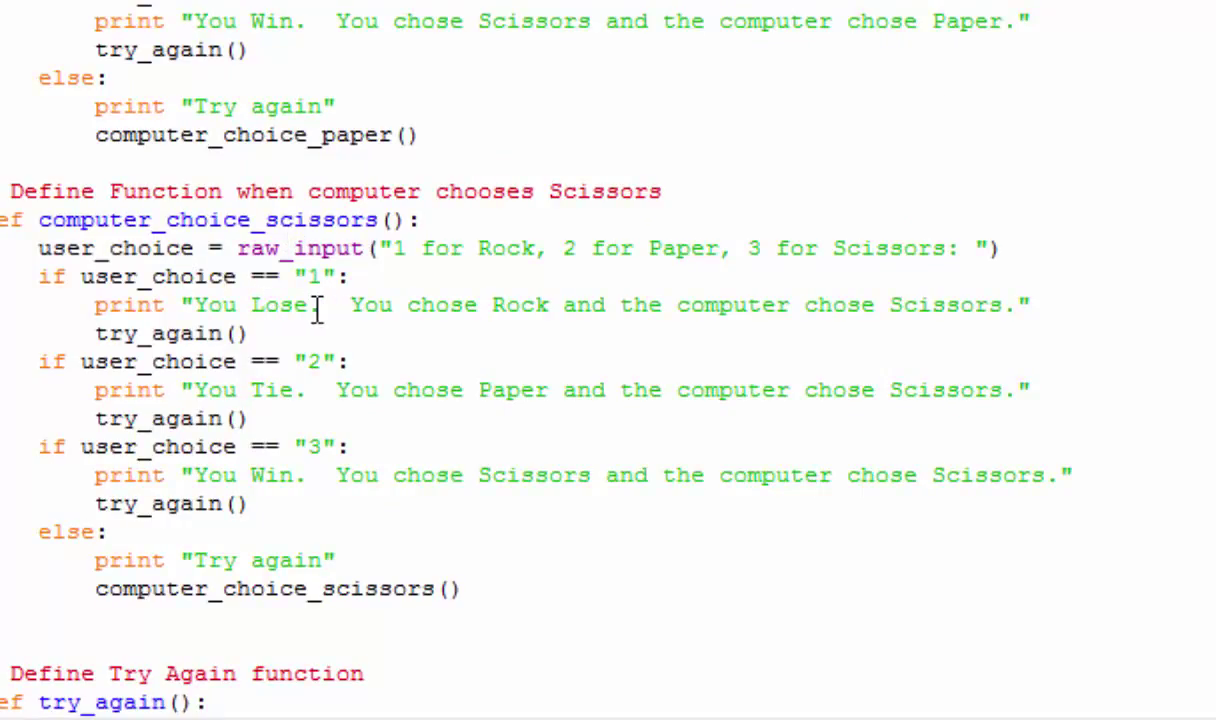 print "You Win.  You chose Scissors and the computer chose Paper."
try_again()
else:
print "Try again"
computer_choice_paper()
Define Function when computer chooses Scissors
ef computer_choice_scissors():
user_choice = raw_input("1 for Rock, 2 for Paper, 3 for Scissors: ")
if user_choice == "1":
print "You Lose.  You chose Rock and the computer chose Scissors."
try_again()
if user_choice == "2":
print "You Tie.  You chose Paper and the computer chose Scissors."
try_again()
if user_choice == "3":
print "You Win.  You chose Scissors and the computer chose Scissors."
try_again()
else:
print "Try again"
computer_choice_scissors()
Define Try Again function
ef try_again():